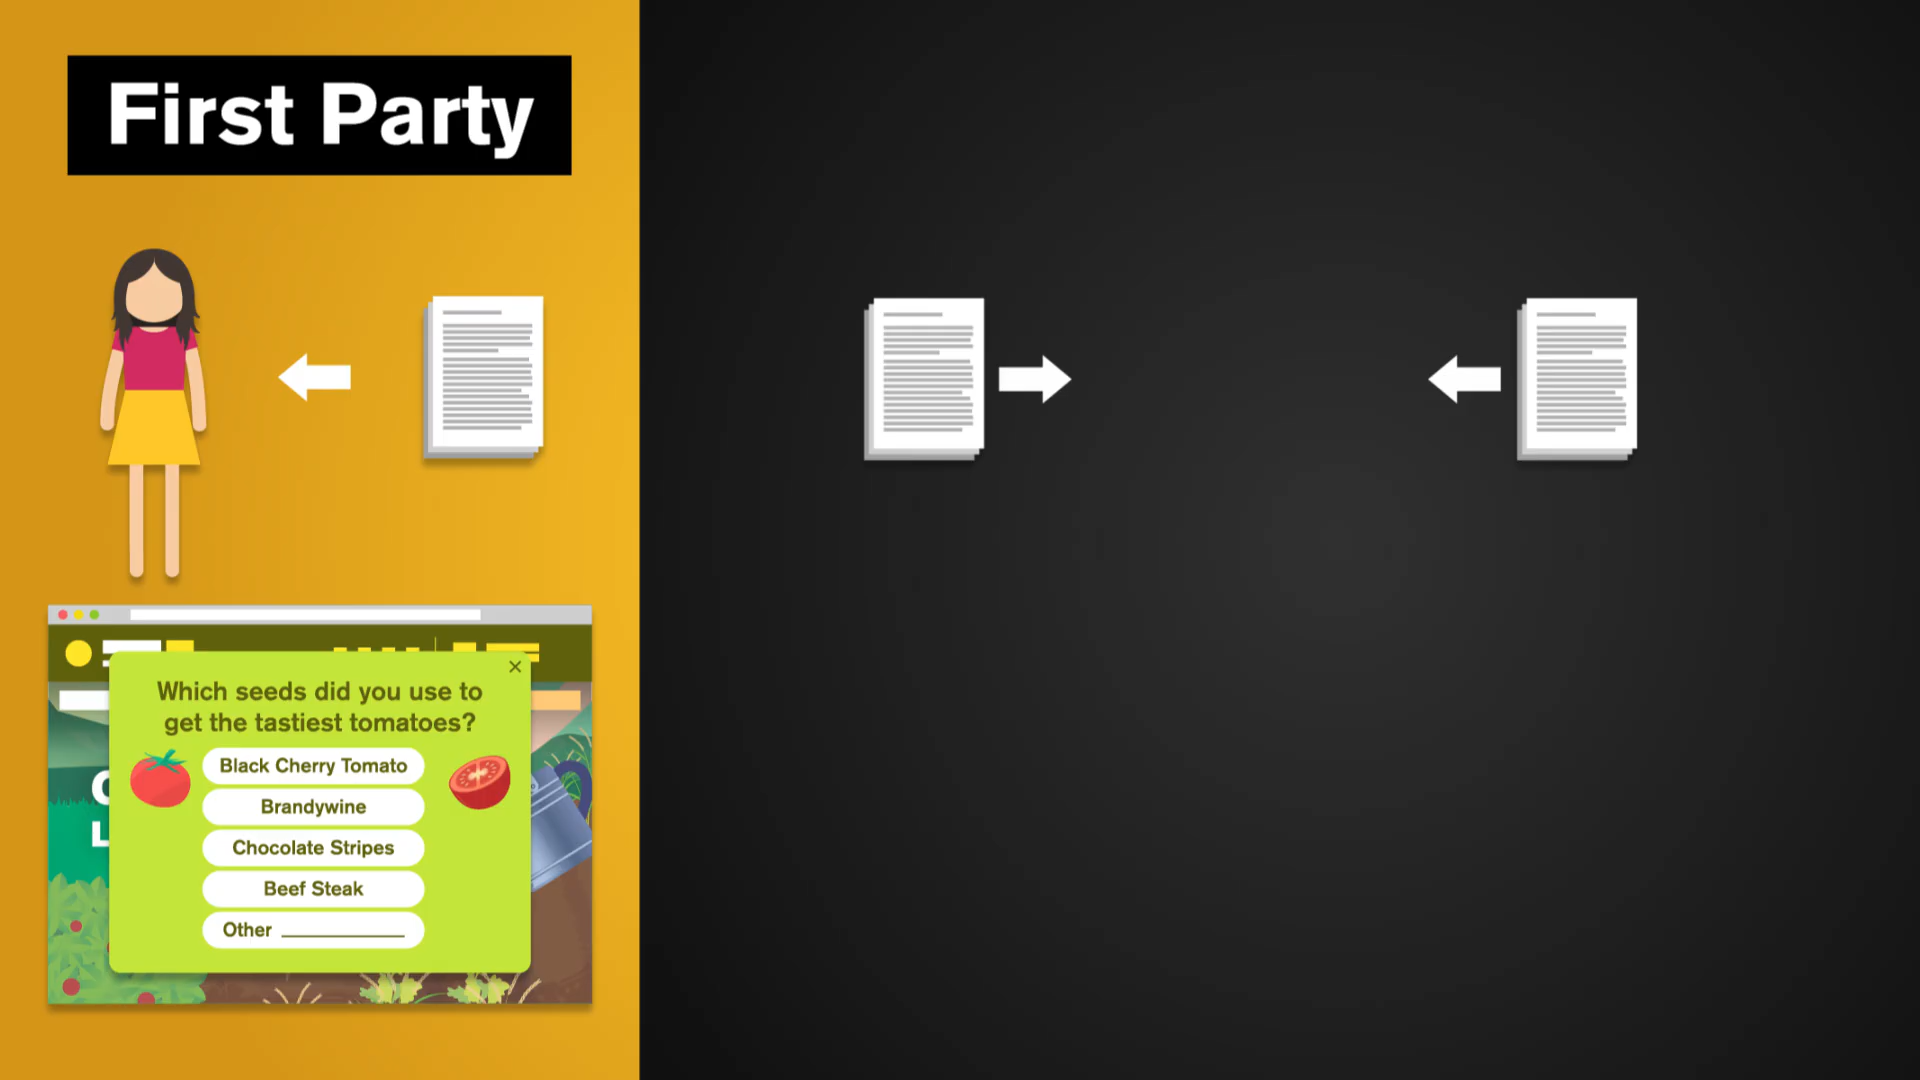 First Party
Which seeds did you use to
get the tastiest tomatoes?
Black Cherry Tomato
Brandywine
Chocolate Stripes
Beef Steak
Other ___________